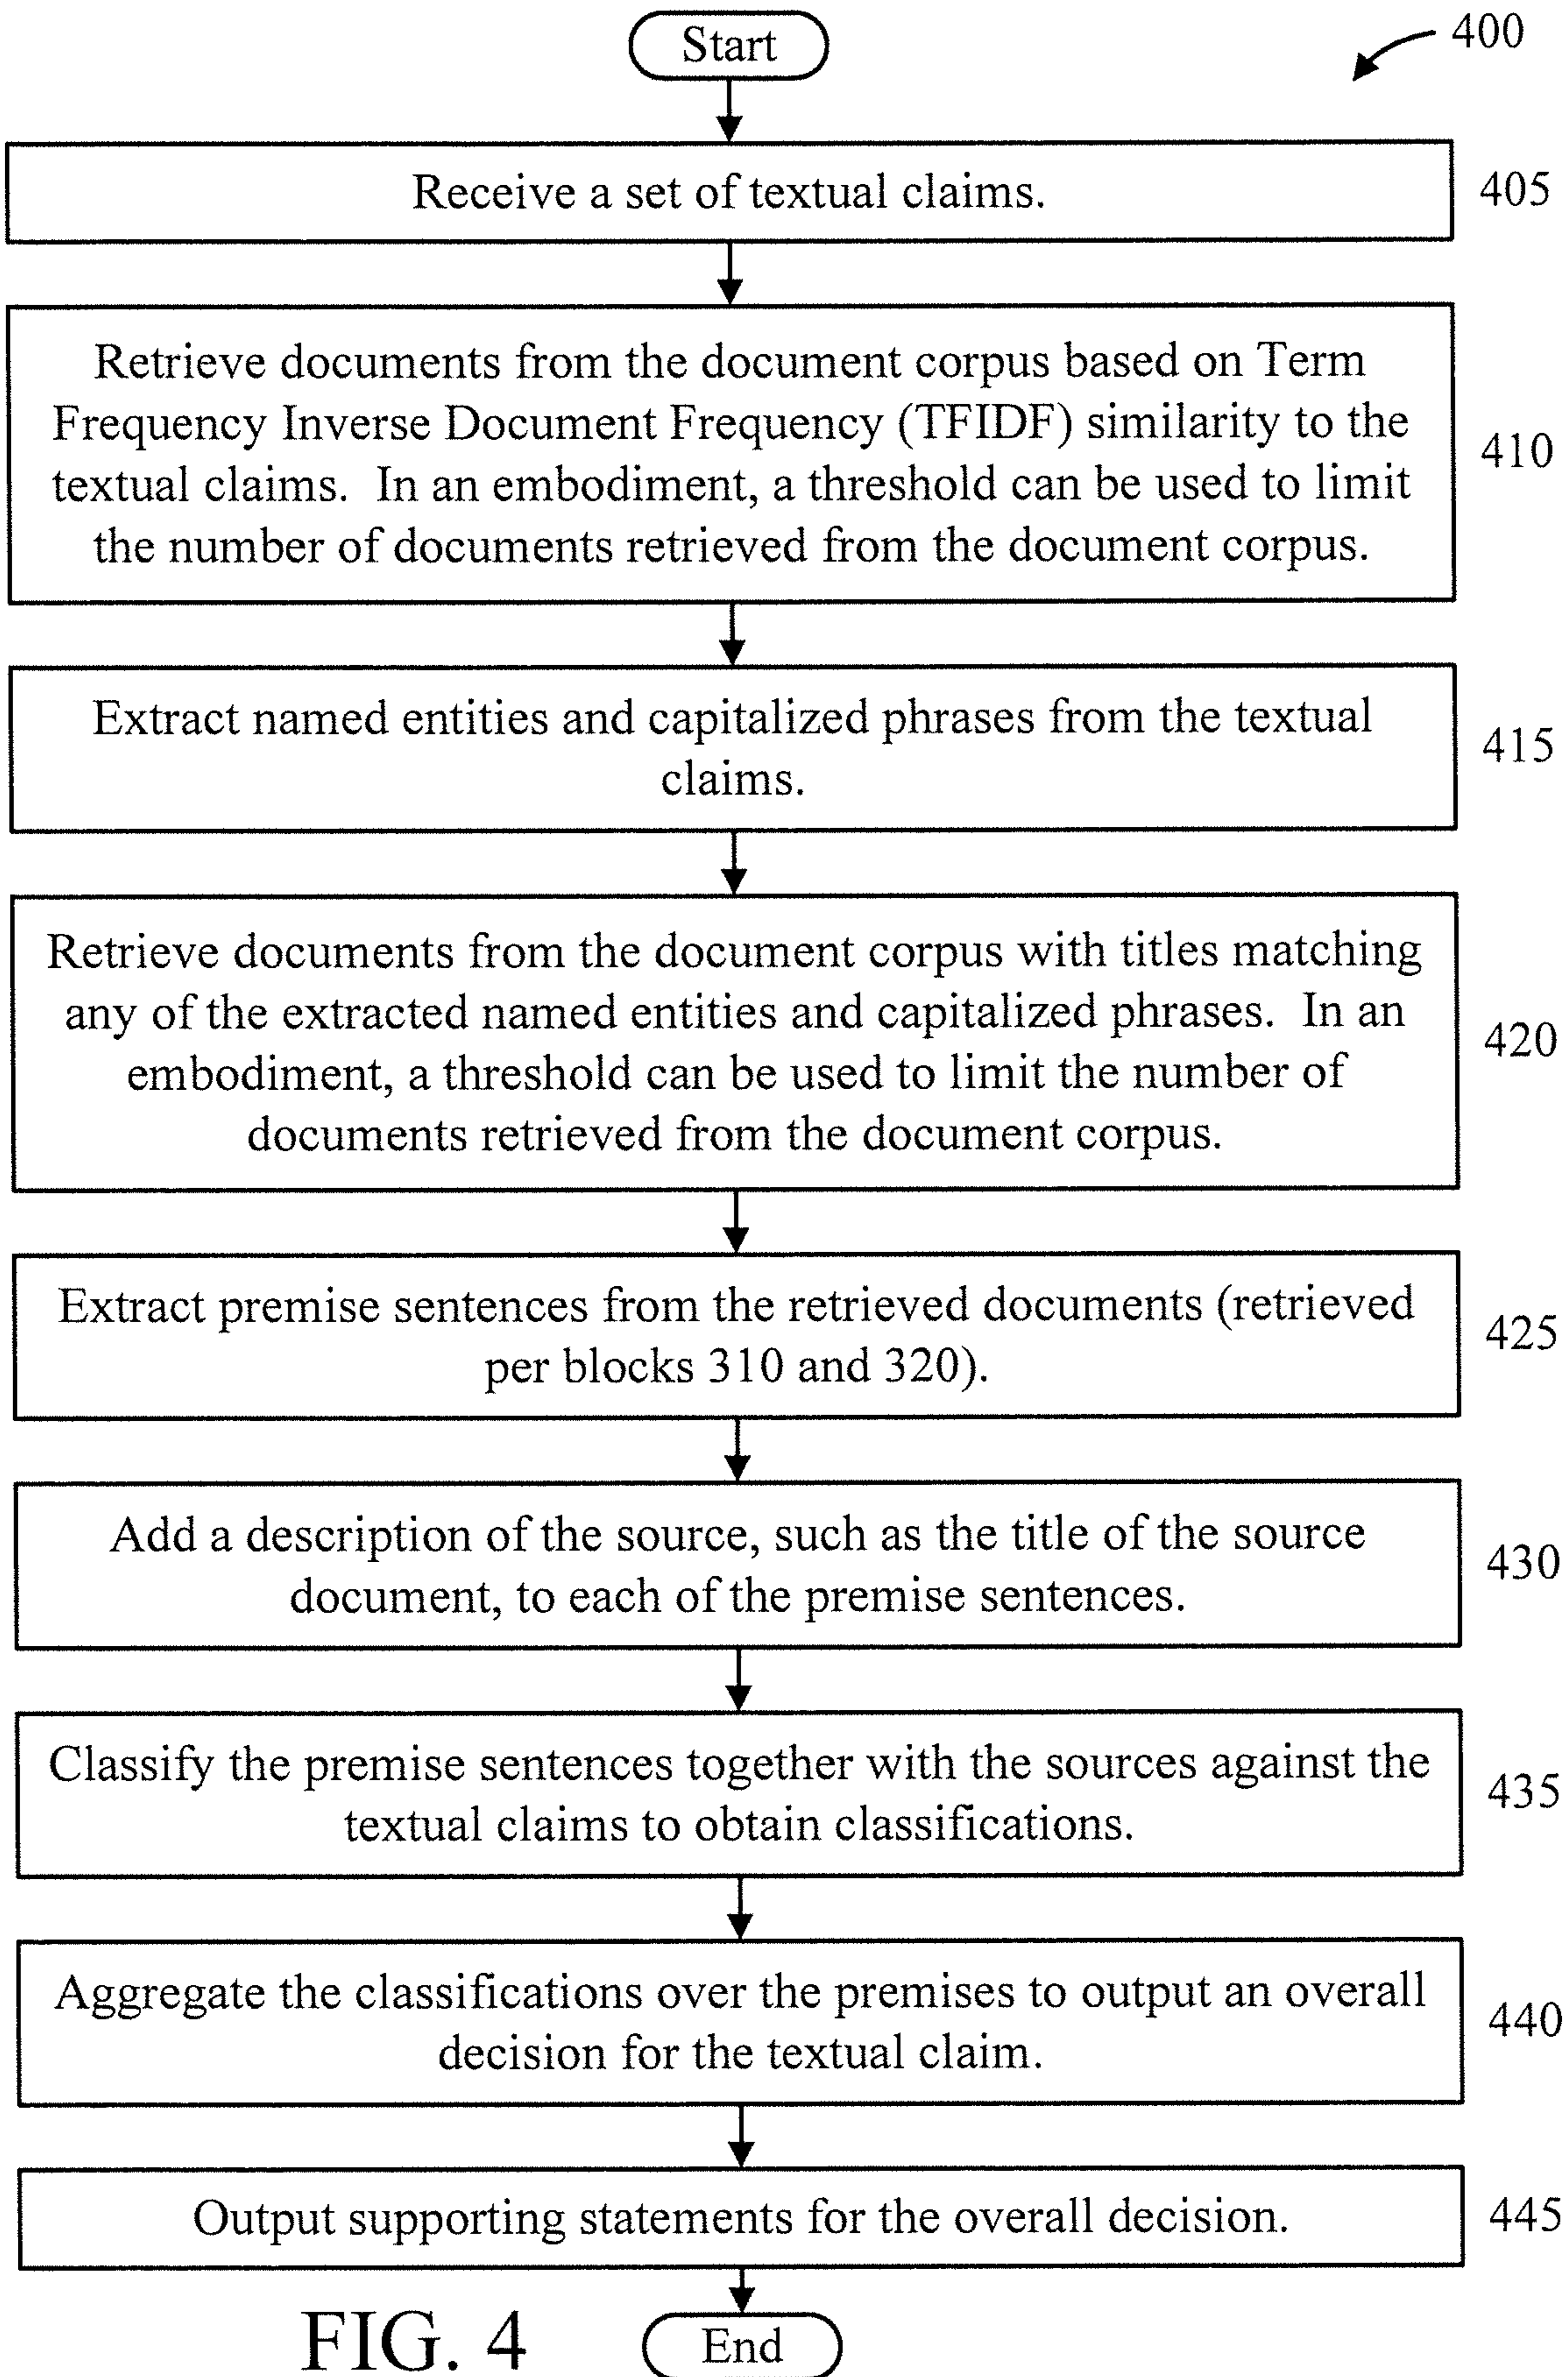 Start
400
Receive a set of textual claims.
405
Retrieve documents from the document corpus based on Term
Frequency Inverse Document Frequency (TFIDF) similarity to the
textual claims.  In an embodiment, a threshold can be used to limit
the number of documents retrieved from the document corpus.
410
Extract named entities and capitalized phrases from the textual
claims.
415
Retrieve documents from the document corpus with titles matching
any of the extracted named entities and capitalized phrases.  In an
embodiment, a threshold can be used to limit the number of
documents retrieved from the document corpus.
420
Extract premise sentences from the retrieved documents (retrieved
per blocks 310 and 320).
425
Add a description of the source, such as the title of the source
document, to each of the premise sentences.
430
Classify the premise sentences together with the sources against the
textual claims to obtain classifications.
435
Aggregate the classifications over the premises to output an overall
decision for the textual claim.
440
Output supporting statements for the overall decision.
445
FIG. 4
End